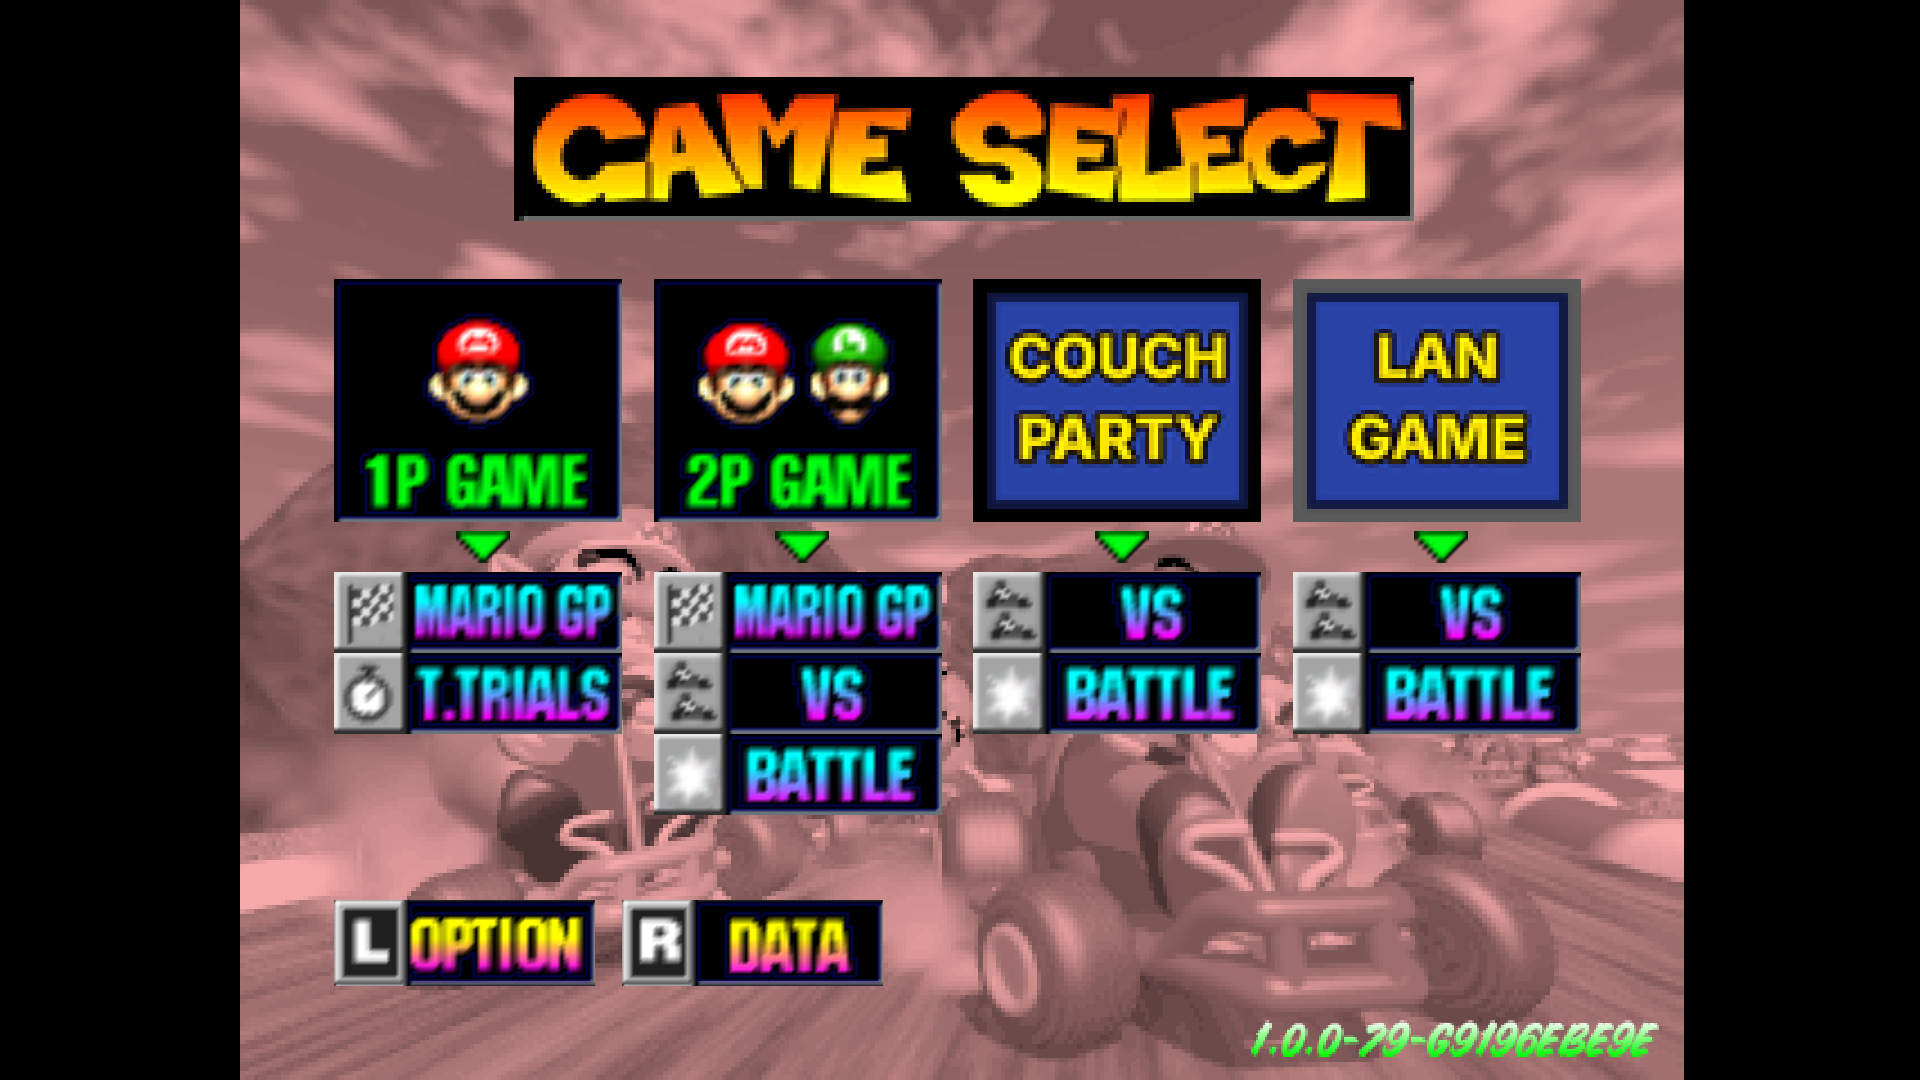 GAME SELECT
1P GAME
2P GAME
COUCH
PARTY
LAN
GAME
MARIO GP
T.TRIALS
MARIO GP
VS
BATTLE
VS
BATTLE
VS
BATTLE
L OPTION
R DATA
1.0.0-79-G9196EBE9E